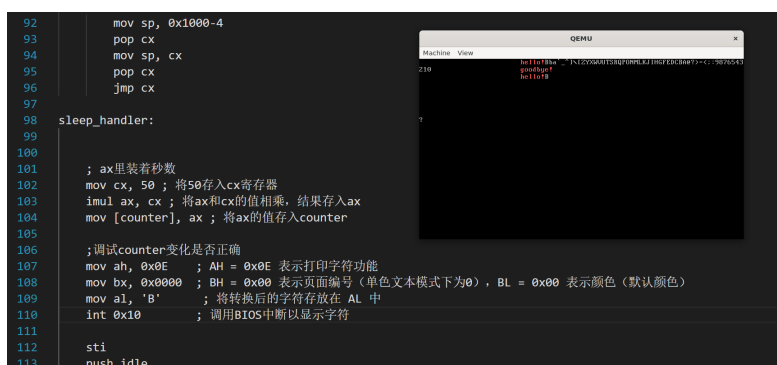 92 mov sp, 0x1000-4
93 pop cx
94 mov sp, cx
95 pop cx
96 jmp cx
97
98 sleep_handler:
99
100
101 ; ax里装着秒数
102 mov cx, 50 ; 将50存入cx寄存器
103 imul ax, cx ; 将ax和cx的值相乘，结果存入ax
104 mov [counter], ax ; 将ax的值存入counter
105
106 ;调试counter变化是否正确
107 mov ah, 0x0E ; AH = 0x0E 表示打印字符功能
108 mov bx, 0x0000 ; BH = 0x00 表示页面编号（单色文本模式下为0），BL = 0x00 表示颜色（默认颜色）
109 mov al, 'B' ; 将转换后的字符存放在 AL 中
110 int 0x10 ; 调用BIOS中断以显示字符
111
112 sti
113 push idle
QEMU ×
Machine View
hello!Bba`_^]\[ZYXWVUTSRQPONMLKJIHGFEDCBA@?>=<;:9876543
210 goodbye!
hello!B
?